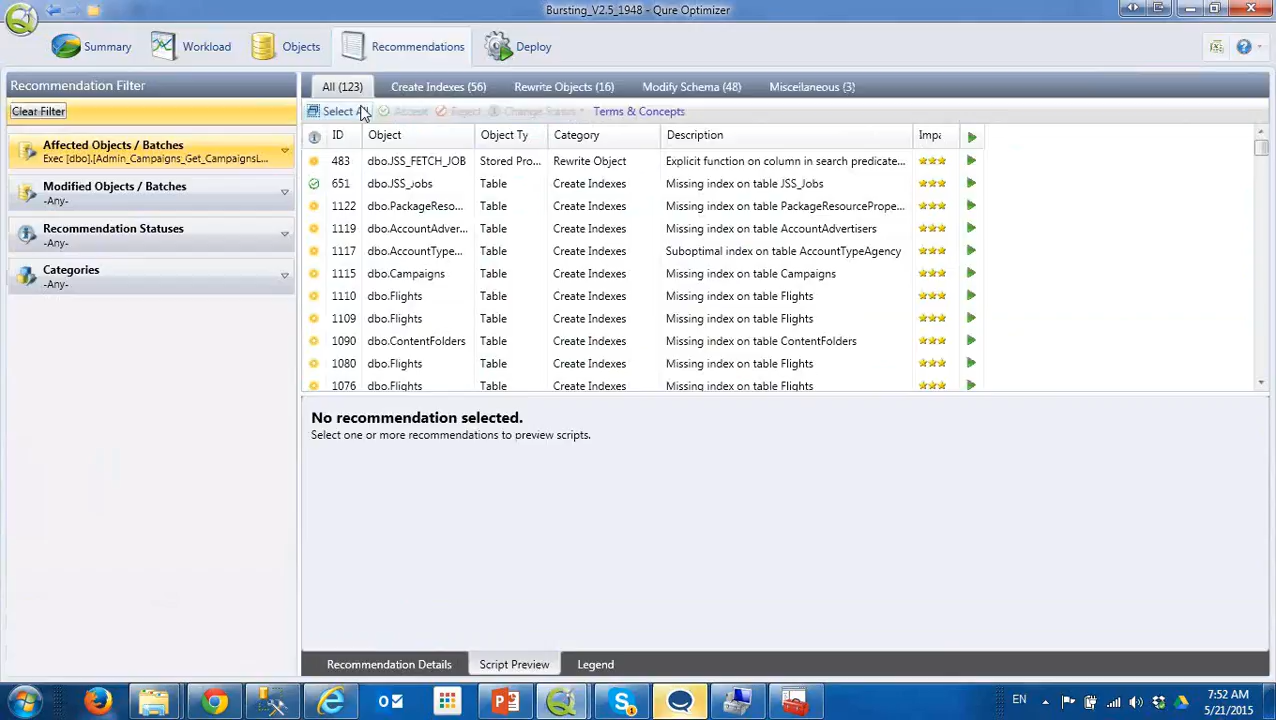 Bursting_V2.5_1948 - Qure Optimizer
Summary Workload Objects Recommendations Deploy
Recommendation Filter
Clear Filter
Affected Objects / Batches
Exec [dbo].[Admin_Campaigns_Get_CampaignsL...
Modified Objects / Batches
-Any-
Recommendation Statuses
-Any-
Categories
-Any-
All (123) Create Indexes (56) Rewrite Objects (16) Modify Schema (48) Miscellaneous (3)
Select Accept Reject Change Status Terms & Concepts
ID Object Object Ty Category Description Impa
483 dbo.JSS_FETCH_JOB Stored Pro... Rewrite Object Explicit function on column in search predicate...
651 dbo.JSS_Jobs Table Create Indexes Missing index on table JSS_Jobs
1122 dbo.PackageReso... Table Create Indexes Missing index on table PackageResourcePrope...
1119 dbo.AccountAdver... Table Create Indexes Missing index on table AccountAdvertisers
1117 dbo.AccountType... Table Create Indexes Suboptimal index on table AccountTypeAgency
1115 dbo.Campaigns Table Create Indexes Missing index on table Campaigns
1110 dbo.Flights Table Create Indexes Missing index on table Flights
1109 dbo.Flights Table Create Indexes Missing index on table Flights
1090 dbo.ContentFolders Table Create Indexes Missing index on table ContentFolders
1080 dbo.Flights Table Create Indexes Missing index on table Flights
1076 dbo.Flights Table Create Indexes Missing index on table Flights
No recommendation selected.
Select one or more recommendations to preview scripts.
Recommendation Details Script Preview Legend
EN
7:52 AM
5/21/2015